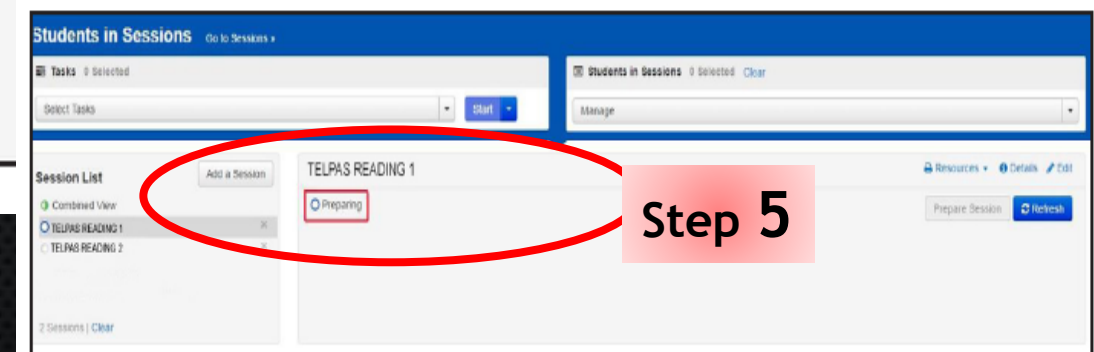 Students in Sessions Go to Sessions »
Tasks 0 Selected
Students in Sessions 0 Selected Clear
Select Tasks
Start
Manage
Session List
Add a Session
Combined View
TELPAS READING 1
TELPAS READING 2
2 Sessions | Clear
TELPAS READING 1
Resources
Details
Edit
Preparing
Prepare Session
Refresh
Step 5